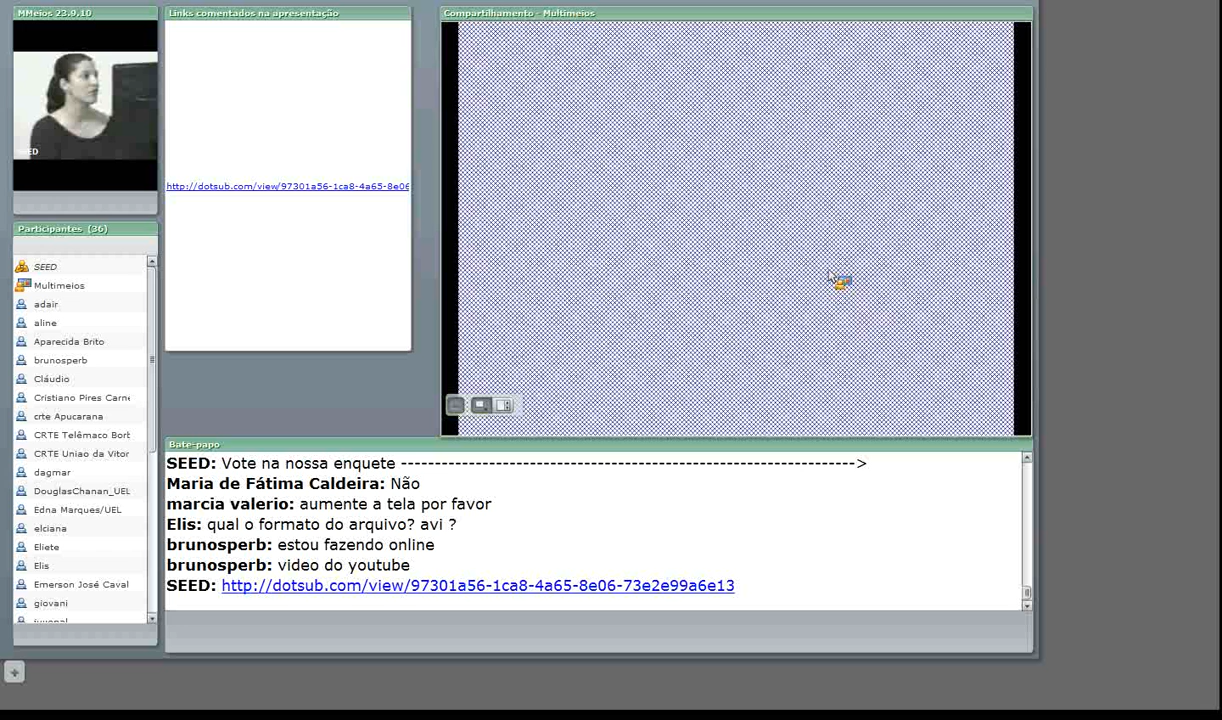 MMeios 23.9.10
Links comentados na apresentação
Compartilhamento - Multimeios
http://dotsub.com/view/97301a56-1ca8-4a65-8e06
Participantes (36)
SEED
Multimeios
adair
aline
Aparecida Brito
brunosperb
Cláudio
Cristiano Pires Carne
crte Apucarana
CRTE Telêmaco Borb
CRTE Uniao da Vitor
dagmar
DouglasChanan_UEL
Edna Marques/UEL
elciana
Eliete
Elis
Emerson José Caval
giovani
juvenal
Bate-papo
SEED: Vote na nossa enquete -------------------------------------------------------------------->
Maria de Fátima Caldeira: Não
marcia valerio: aumente a tela por favor
Elis: qual o formato do arquivo? avi ?
brunosperb: estou fazendo online
brunosperb: video do youtube
SEED: http://dotsub.com/view/97301a56-1ca8-4a65-8e06-73e2e99a6e13